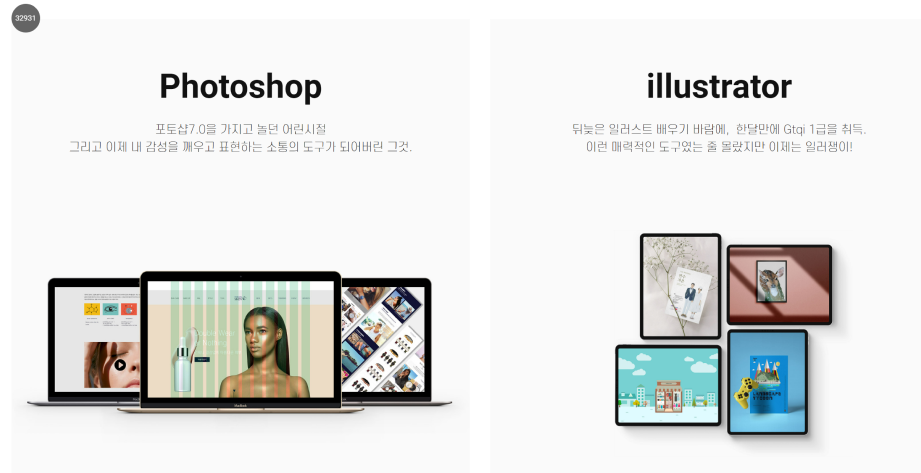 32931
Photoshop
포토샵7.0을 가지고 놀던 어린시절
그리고 이제 내 감성을 깨우고 표현하는 소통의 도구가 되어버린 그것.
illustrator
뒤늦은 일러스트 배우기 바람에, 한달만에 Gtqi 1급을 취득.
이런 매력적인 도구였는 줄 몰랐지만 이제는 일러쟁이!